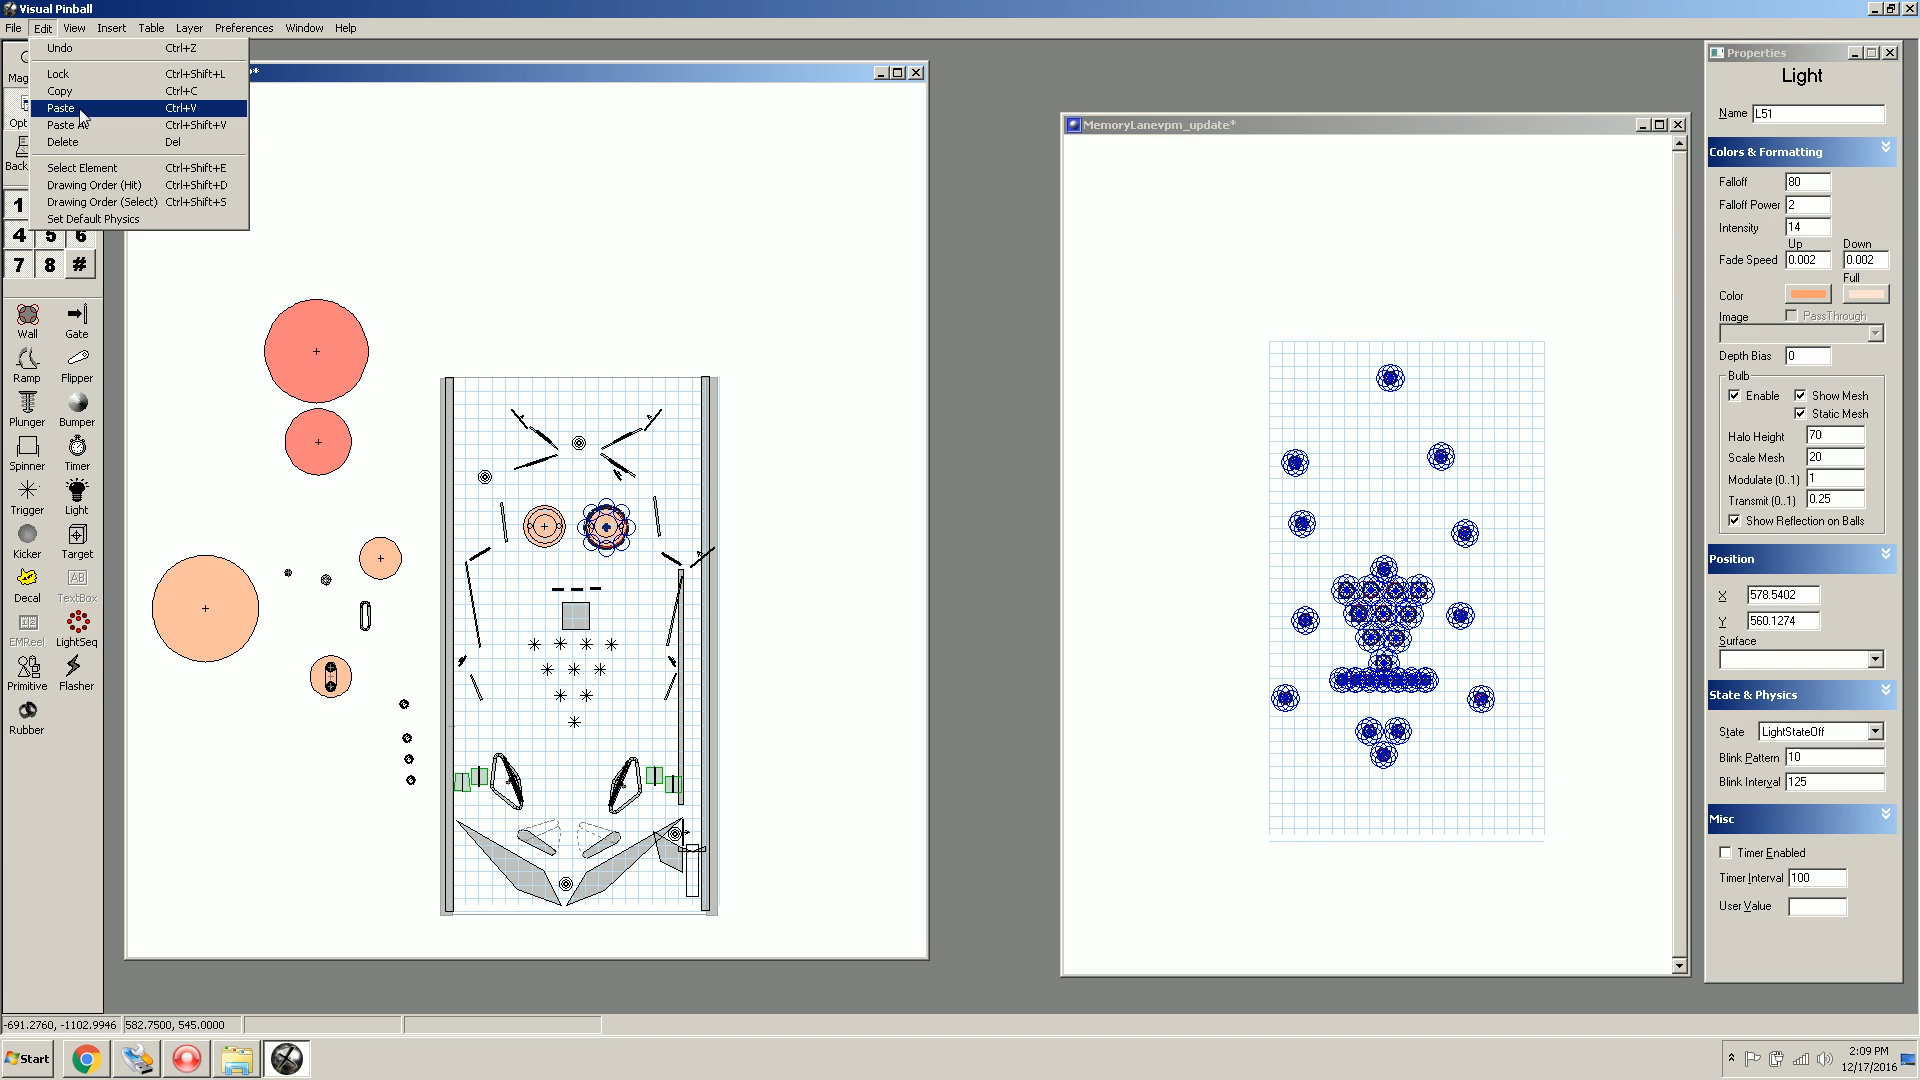 Visual Pinball
File Edit View Insert Table Layer Preferences Window Help
Undo Ctrl+Z
Lock Ctrl+Shift+L
Copy Ctrl+C
Paste Ctrl+V
Paste At Ctrl+Shift+V
Delete Del
Select Element Ctrl+Shift+E
Drawing Order (Hit) Ctrl+Shift+D
Drawing Order (Select) Ctrl+Shift+S
Set Default Physics
Mag
Opt
Back
1
4 5 6
7 8 #
Wall Gate
Ramp Flipper
Plunger Bumper
Spinner Timer
Trigger Light
Kicker Target
AB
Decal TextBox
EMReel LightSeq
Primitive Flasher
Rubber
*
MemoryLanevpm_update*
Properties
Light
Name L51
Colors & Formatting
Falloff 80
Falloff Power 2
Intensity 14
Up Down
Fade Speed 0.002 0.002
Full
Color
Image PassThrough
Depth Bias 0
Bulb
Enable Show Mesh
Static Mesh
Halo Height 70
Scale Mesh 20
Modulate (0..1) 1
Transmit (0..1) 0.25
Show Reflection on Balls
Position
X 578.5402
Y 560.1274
Surface
State & Physics
State LightStateOff
Blink Pattern 10
Blink Interval 125
Misc
Timer Enabled
Timer Interval 100
User Value
-691.2760, -1102.9946 582.7500, 545.0000
Start
2:09 PM
12/17/2016